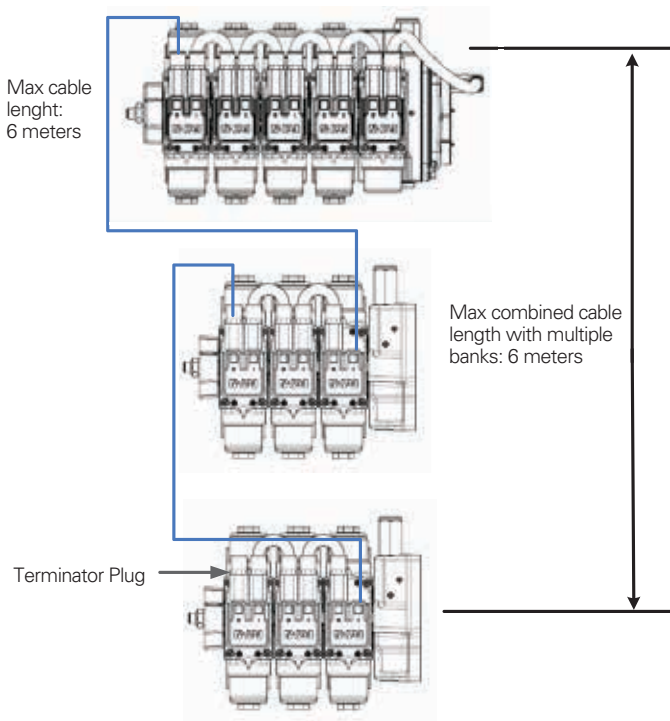 Max cable
lenght:
6 meters
Max combined cable
length with multiple
banks: 6 meters
Terminator Plug